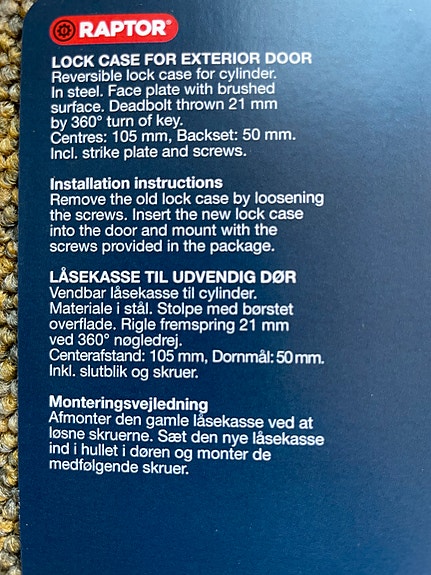 RAPTOR
LOCK CASE FOR EXTERIOR DOOR
Reversible lock case for cylinder.
In steel. Face plate with brushed
surface. Deadbolt thrown 21 mm
by 360° turn of key.
Centres: 105 mm, Backset: 50 mm.
Incl. strike plate and screws.
Installation instructions
Remove the old lock case by loosening
the screws. Insert the new lock case
into the door and mount with the
screws provided in the package.
LÅSEKASSE TIL UDVENDIG DØR
Vendbar låsekasse til cylinder.
Materiale i stål. Stolpe med børstet
overflade. Rigle fremspring 21 mm
ved 360° nøgledrej.
Centerafstand: 105 mm, Dornmål: 50 mm.
Inkl. slutblik og skruer.
Monteringsvejledning
Afmonter den gamle låsekasse ved at
løsne skruerne. Sæt den nye låsekasse
ind i hullet i døren og monter de
medfølgende skruer.